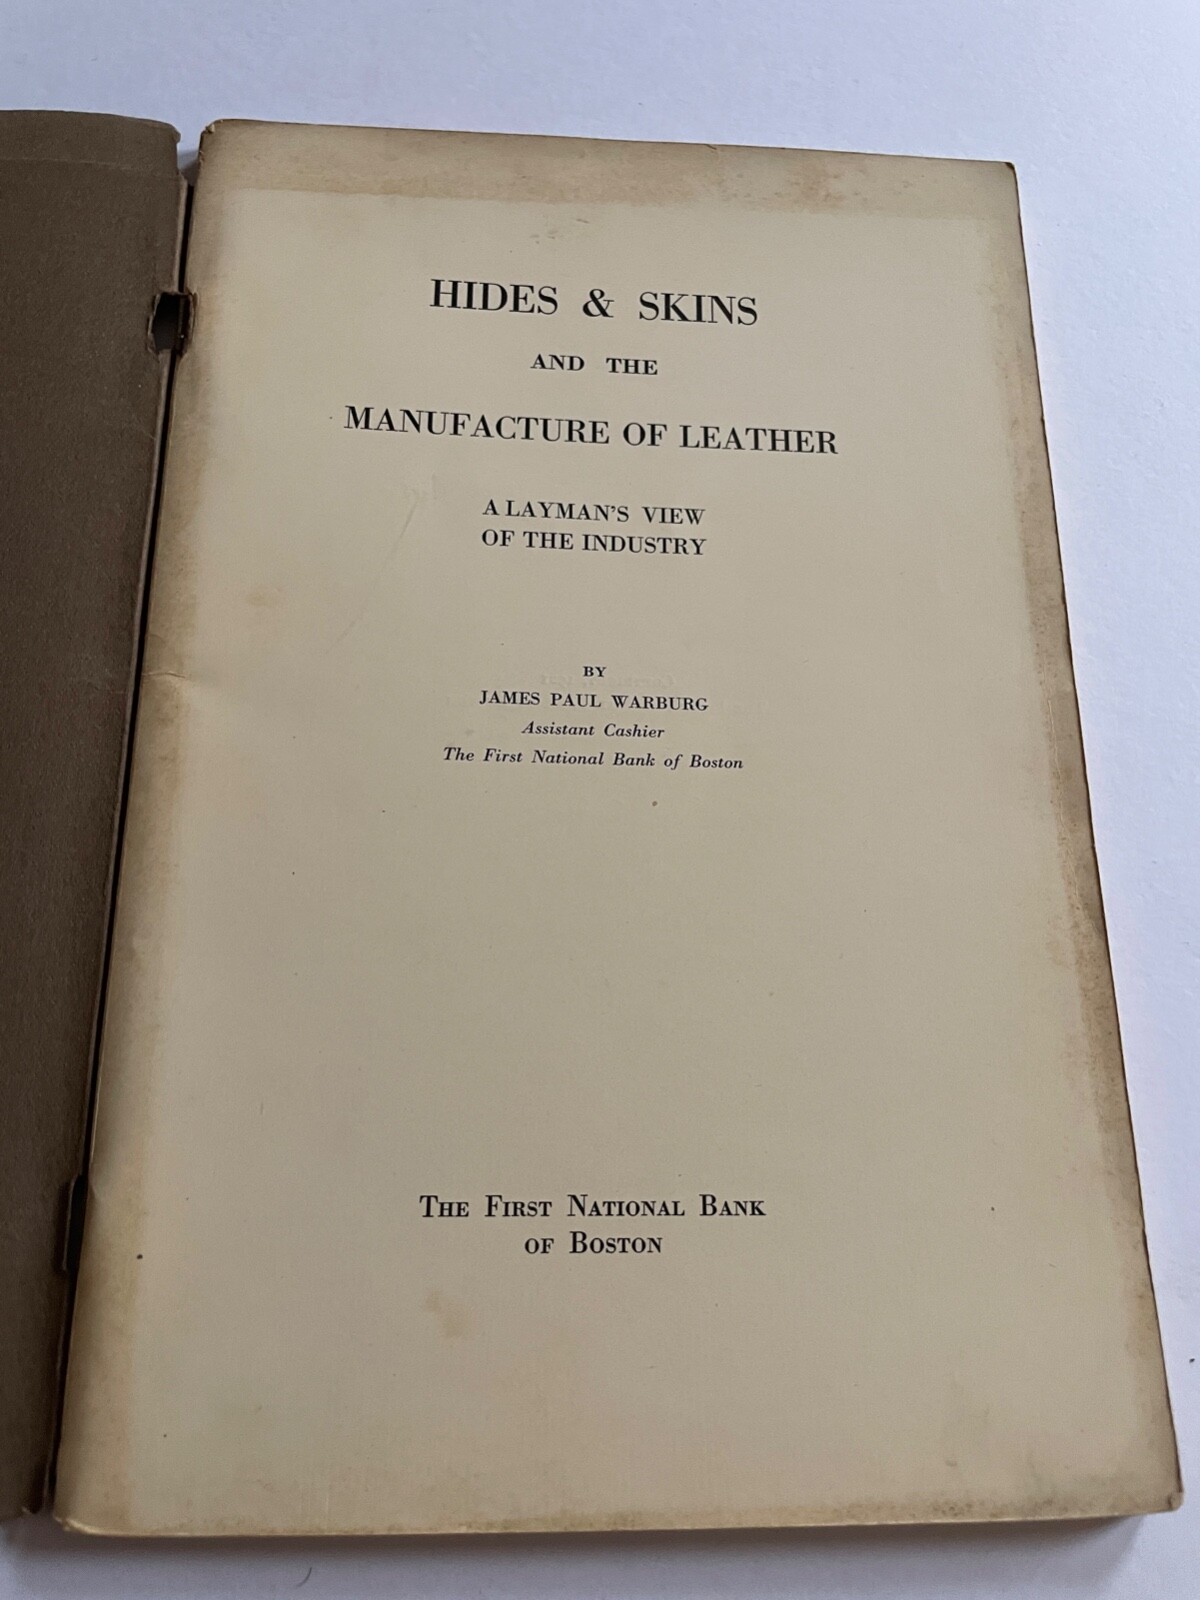 HIDES & SKINS
AND THE
MANUFACTURE OF LEATHER
A LAYMAN'S VIEW
OF THE INDUSTRY
BY
JAMES PAUL WARBURG
Assistant Cashier
The First National Bank of Boston
THE FIRST NATIONAL BANK
OF BOSTON